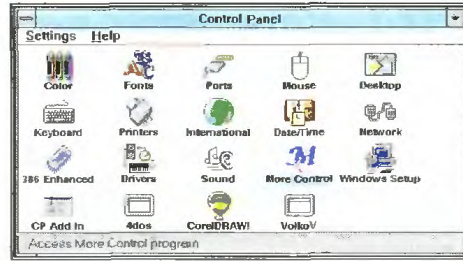 Control Panel
Settings Help
Color Fonts Ports Mouse Desktop
Keyboard Printers International Date/Time Network
386 Enhanced Drivers Sound More Control Windows Setup
CP Add In 4dos CorelDRAW! VolkoV
Access More Control program